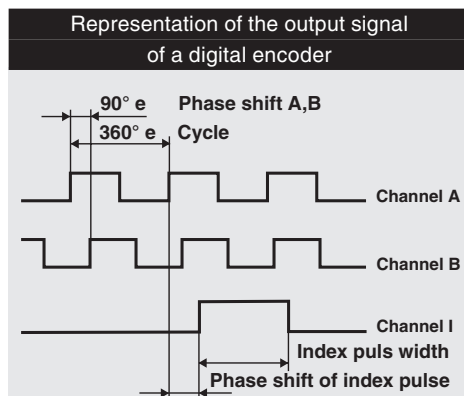 Representation of the output signal
of a digital encoder
90° e Phase shift A,B
360° e Cycle
Channel A
Channel B
Channel I
Index puls width
Phase shift of index pulse